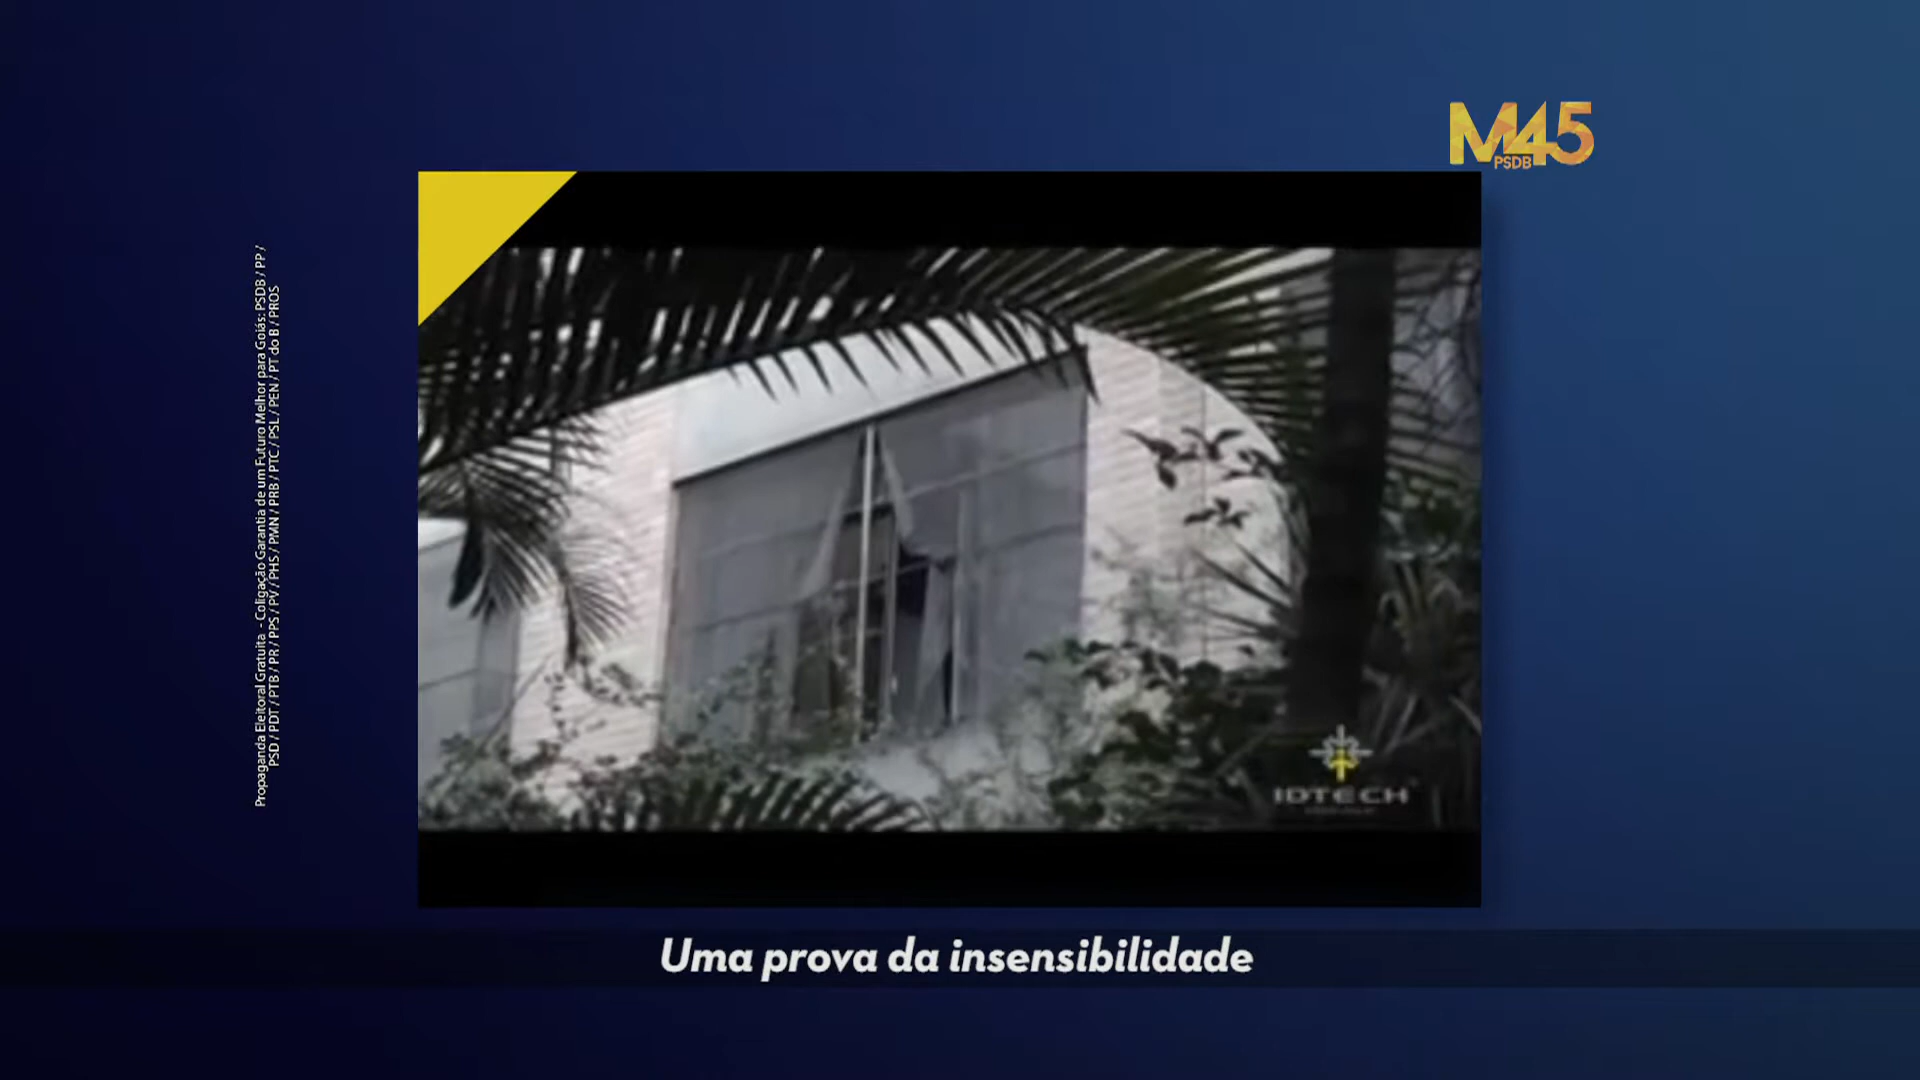 M45
PSDB
Propaganda Eleitoral Gratuita - Coligação Garantia de um Futuro Melhor para Goiás: PSDB / PP /
PSD / PDT / PTB / PR / PPS / PV / PHS / PMN / PRB / PTC / PSL / PEN / PT do B / PROS
IDTECH
Uma prova da insensibilidade